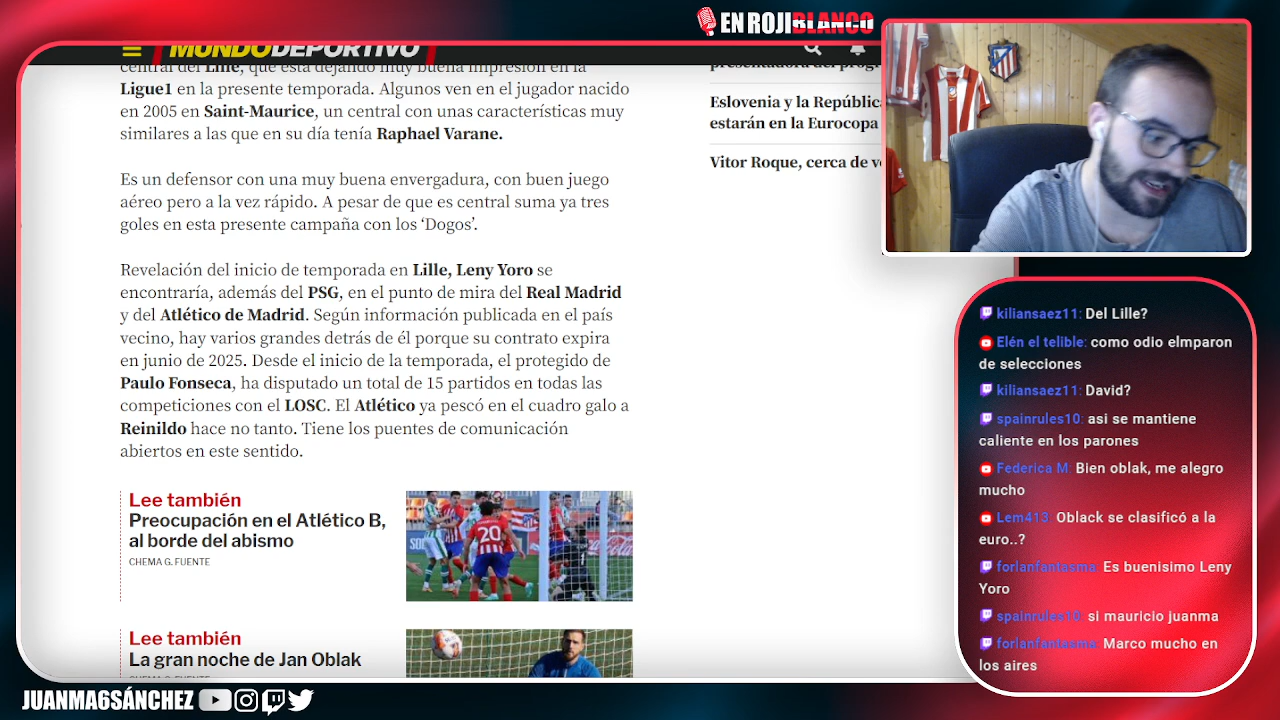 EN ROJIBLANCO
MUNDO DEPORTIVO
central del Lille, que está dejando muy buena impresión en la
Ligue1 en la presente temporada. Algunos ven en el jugador nacido
en 2005 en Saint-Maurice, un central con unas características muy
similares a las que en su día tenía Raphael Varane.
Es un defensor con una muy buena envergadura, con buen juego
aéreo pero a la vez rápido. A pesar de que es central suma ya tres
goles en esta presente campaña con los ‘Dogos’.
Revelación del inicio de temporada en Lille, Leny Yoro se
encontraría, además del PSG, en el punto de mira del Real Madrid
y del Atlético de Madrid. Según información publicada en el país
vecino, hay varios grandes detrás de él porque su contrato expira
en junio de 2025. Desde el inicio de la temporada, el protegido de
Paulo Fonseca, ha disputado un total de 15 partidos en todas las
competiciones con el LOSC. El Atlético ya pescó en el cuadro galo a
Reinildo hace no tanto. Tiene los puentes de comunicación
abiertos en este sentido.
Lee también
Preocupación en el Atlético B,
al borde del abismo
CHEMA G. FUENTE
20
Lee también
La gran noche de Jan Oblak
presentadora del progr
Eslovenia y la Repúblic
estarán en la Eurocopa
Vitor Roque, cerca de v
kiliansaez11: Del Lille?
Elén el telible: como odio elmparon
de selecciones
kiliansaez11: David?
spainrules10: asi se mantiene
caliente en los parones
Federica M: Bien oblak, me alegro
mucho
Lem413: Oblack se clasificó a la
euro..?
forlanfantasma: Es buenisimo Leny
Yoro
spainrules10: si mauricio juanma
forlanfantasma: Marco mucho en
los aires
JUANMA6SÁNCHEZ